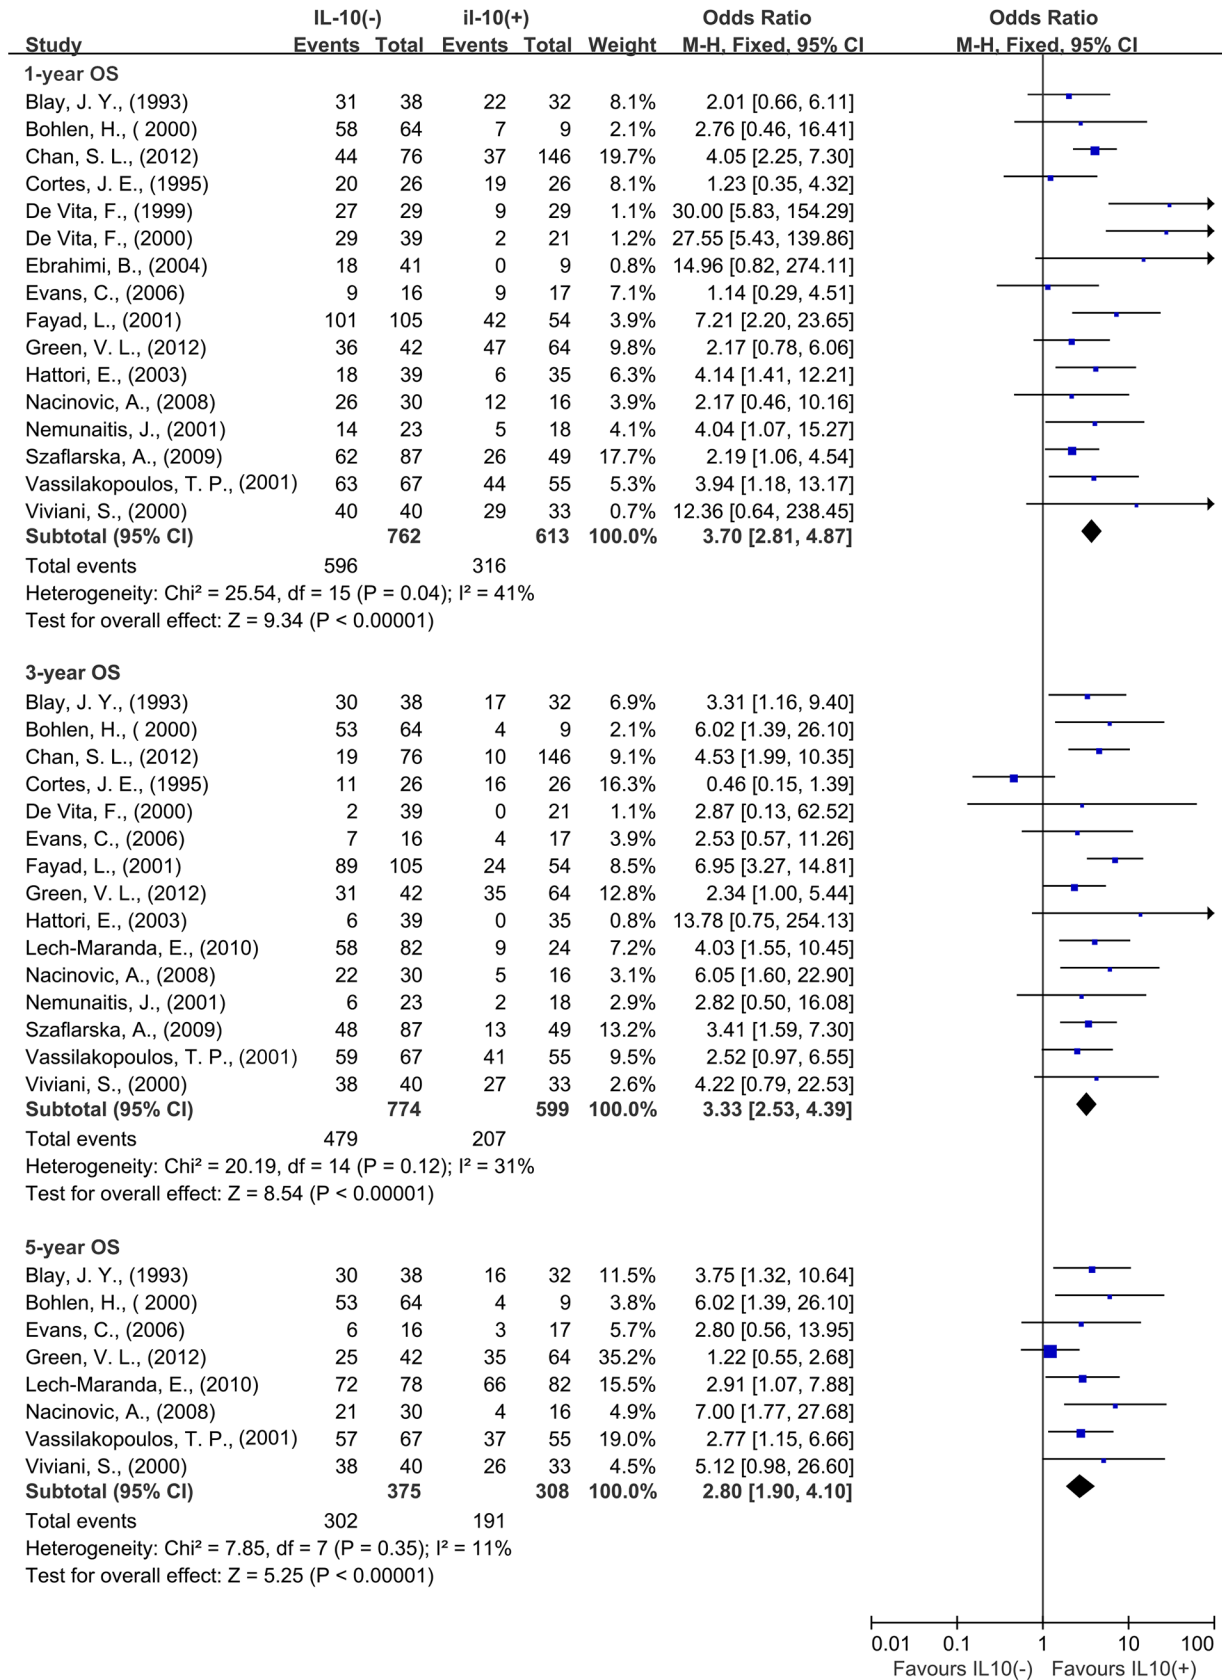 IL-10(-) iI-10(+) Odds Ratio Odds Ratio
Study Events Total Events Total Weight M-H, Fixed, 95% CI M-H, Fixed, 95% CI
1-year OS
Blay, J. Y., (1993) 31 38 22 32 8.1% 2.01 [0.66, 6.11]
Bohlen, H., ( 2000) 58 64 7 9 2.1% 2.76 [0.46, 16.41]
Chan, S. L., (2012) 44 76 37 146 19.7% 4.05 [2.25, 7.30]
Cortes, J. E., (1995) 20 26 19 26 8.1% 1.23 [0.35, 4.32]
De Vita, F., (1999) 27 29 9 29 1.1% 30.00 [5.83, 154.29]
De Vita, F., (2000) 29 39 2 21 1.2% 27.55 [5.43, 139.86]
Ebrahimi, B., (2004) 18 41 0 9 0.8% 14.96 [0.82, 274.11]
Evans, C., (2006) 9 16 9 17 7.1% 1.14 [0.29, 4.51]
Fayad, L., (2001) 101 105 42 54 3.9% 7.21 [2.20, 23.65]
Green, V. L., (2012) 36 42 47 64 9.8% 2.17 [0.78, 6.06]
Hattori, E., (2003) 18 39 6 35 6.3% 4.14 [1.41, 12.21]
Nacinovic, A., (2008) 26 30 12 16 3.9% 2.17 [0.46, 10.16]
Nemunaitis, J., (2001) 14 23 5 18 4.1% 4.04 [1.07, 15.27]
Szaflarska, A., (2009) 62 87 26 49 17.7% 2.19 [1.06, 4.54]
Vassilakopoulos, T. P., (2001) 63 67 44 55 5.3% 3.94 [1.18, 13.17]
Viviani, S., (2000) 40 40 29 33 0.7% 12.36 [0.64, 238.45]
Subtotal (95% CI) 762 613 100.0% 3.70 [2.81, 4.87]
Total events 596 316
Heterogeneity: Chi² = 25.54, df = 15 (P = 0.04); I² = 41%
Test for overall effect: Z = 9.34 (P < 0.00001)
3-year OS
Blay, J. Y., (1993) 30 38 17 32 6.9% 3.31 [1.16, 9.40]
Bohlen, H., ( 2000) 53 64 4 9 2.1% 6.02 [1.39, 26.10]
Chan, S. L., (2012) 19 76 10 146 9.1% 4.53 [1.99, 10.35]
Cortes, J. E., (1995) 11 26 16 26 16.3% 0.46 [0.15, 1.39]
De Vita, F., (2000) 2 39 0 21 1.1% 2.87 [0.13, 62.52]
Evans, C., (2006) 7 16 4 17 3.9% 2.53 [0.57, 11.26]
Fayad, L., (2001) 89 105 24 54 8.5% 6.95 [3.27, 14.81]
Green, V. L., (2012) 31 42 35 64 12.8% 2.34 [1.00, 5.44]
Hattori, E., (2003) 6 39 0 35 0.8% 13.78 [0.75, 254.13]
Lech-Maranda, E., (2010) 58 82 9 24 7.2% 4.03 [1.55, 10.45]
Nacinovic, A., (2008) 22 30 5 16 3.1% 6.05 [1.60, 22.90]
Nemunaitis, J., (2001) 6 23 2 18 2.9% 2.82 [0.50, 16.08]
Szaflarska, A., (2009) 48 87 13 49 13.2% 3.41 [1.59, 7.30]
Vassilakopoulos, T. P., (2001) 59 67 41 55 9.5% 2.52 [0.97, 6.55]
Viviani, S., (2000) 38 40 27 33 2.6% 4.22 [0.79, 22.53]
Subtotal (95% CI) 774 599 100.0% 3.33 [2.53, 4.39]
Total events 479 207
Heterogeneity: Chi² = 20.19, df = 14 (P = 0.12); I² = 31%
Test for overall effect: Z = 8.54 (P < 0.00001)
5-year OS
Blay, J. Y., (1993) 30 38 16 32 11.5% 3.75 [1.32, 10.64]
Bohlen, H., ( 2000) 53 64 4 9 3.8% 6.02 [1.39, 26.10]
Evans, C., (2006) 6 16 3 17 5.7% 2.80 [0.56, 13.95]
Green, V. L., (2012) 25 42 35 64 35.2% 1.22 [0.55, 2.68]
Lech-Maranda, E., (2010) 72 78 66 82 15.5% 2.91 [1.07, 7.88]
Nacinovic, A., (2008) 21 30 4 16 4.9% 7.00 [1.77, 27.68]
Vassilakopoulos, T. P., (2001) 57 67 37 55 19.0% 2.77 [1.15, 6.66]
Viviani, S., (2000) 38 40 26 33 4.5% 5.12 [0.98, 26.60]
Subtotal (95% CI) 375 308 100.0% 2.80 [1.90, 4.10]
Total events 302 191
Heterogeneity: Chi² = 7.85, df = 7 (P = 0.35); I² = 11%
Test for overall effect: Z = 5.25 (P < 0.00001)
0.01 0.1 1 10 100
Favours IL10(-) Favours IL10(+)